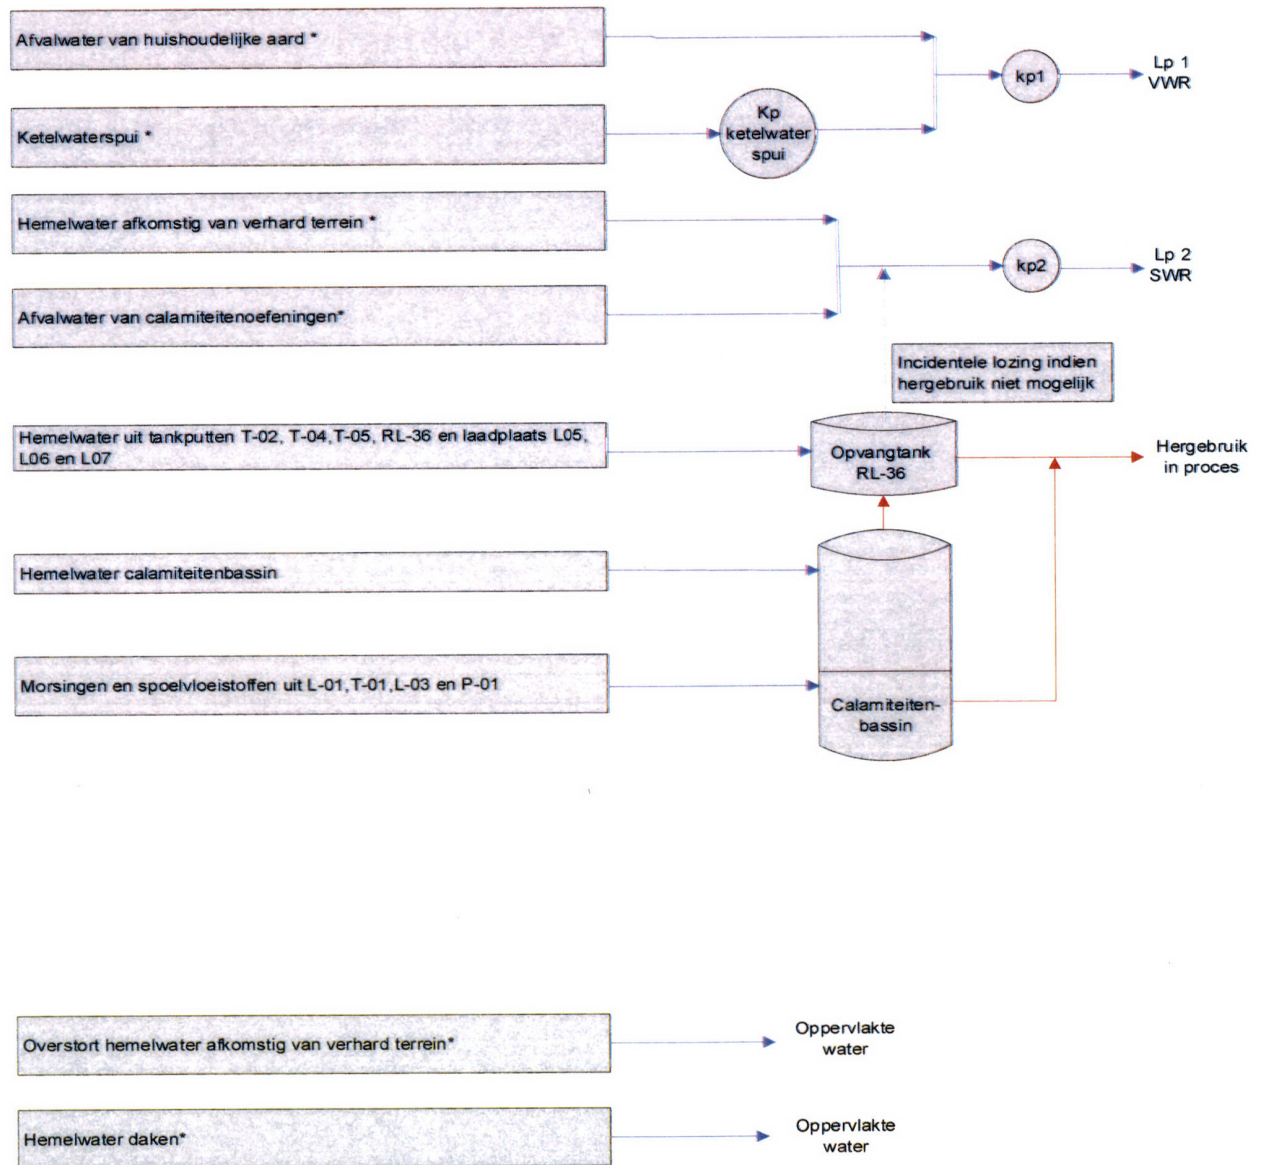 Afvalwater van huishoudelijke aard *
Lp 1
VWR
kp1
Ketelwaterspui *
Kp
ketelwater
spui
Hemelwater afkomstig van verhard terrein *
kp2
Lp 2
SWR
Afvalwater van calamiteitenoefeningen*
Incidentele lozing indien
hergebruik niet mogelijk
Hemelwater uit tankputten T-02, T-04,T-05, RL-36 en laadplaats L05,
L06 en L07
Opvangtank
RL-36
Hergebruik
in proces
Hemelwater calamiteitenbassin
Morsingen en spoelvloeistoffen uit L-01,T-01,L-03 en P-01
Calamiteiten-
bassin
Overstort hemelwater afkomstig van verhard terrein*
Oppervlakte
water
Hemelwater daken*
Oppervlakte
water